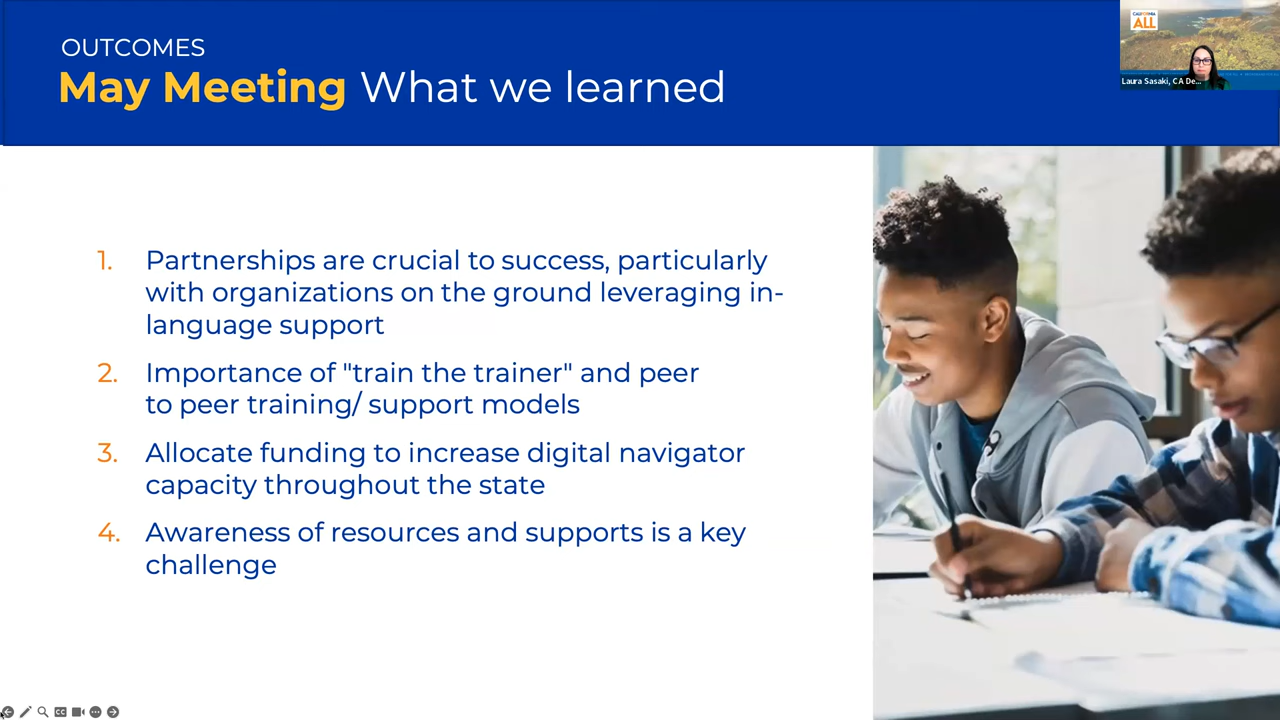 OUTCOMES
May Meeting What we learned
CALIFORNIA
ALL
Laura Sasaki, CA De...
1. Partnerships are crucial to success, particularly
with organizations on the ground leveraging in-
language support
2. Importance of "train the trainer" and peer
to peer training/ support models
3. Allocate funding to increase digital navigator
capacity throughout the state
4. Awareness of resources and supports is a key
challenge
CC